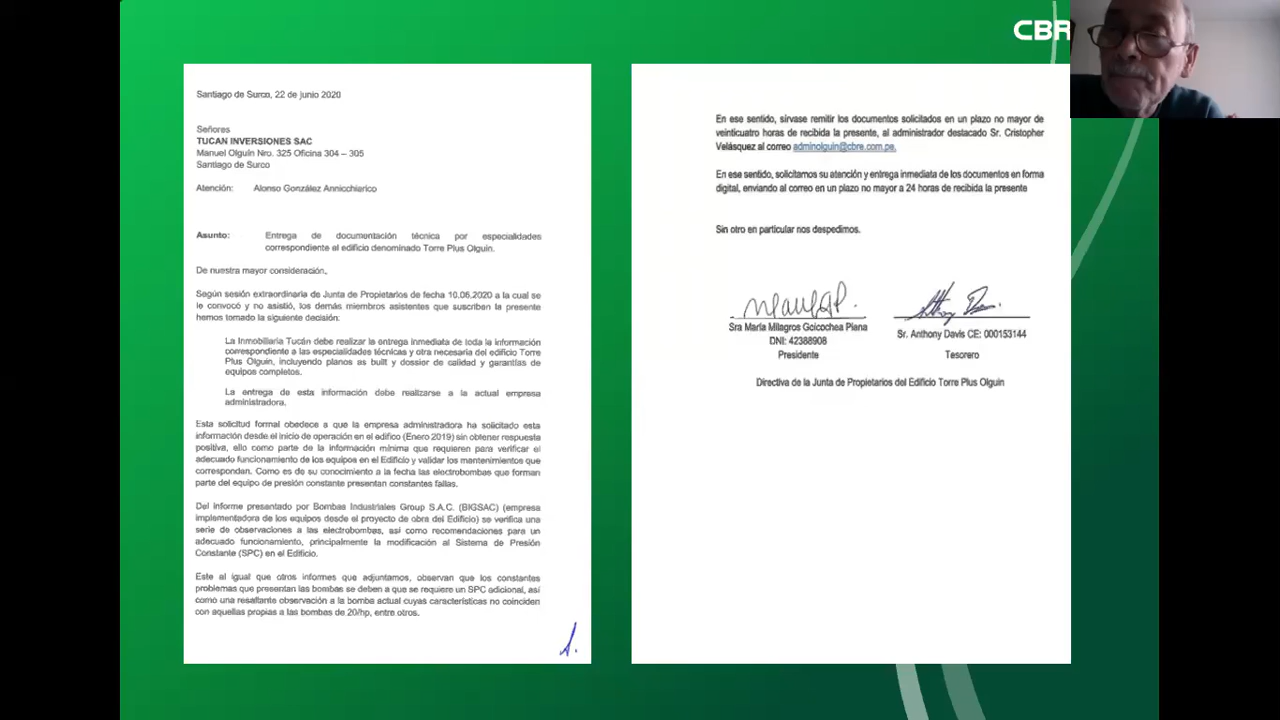 CBR
Santiago de Surco, 22 de junio 2020
Señores
TUCAN INVERSIONES SAC
Manuel Olguín Nro. 325 Oficina 304 – 305
Santiago de Surco
Atención: Alonso González Annicchierico
Asunto: Entrega de documentación técnica por especialidades
correspondiente el edificio denominado Torre Plus Olguin.
De nuestra mayor consideración,
Según sesión extraordinaria de Junta de Propietarios de fecha 10.06.2020 a la cual se
le convocó y no asistió, los demás miembros asistentes que suscriban la presente
hemos tomado la siguiente decisión:
La Inmobiliaria Tucán debe realizar la entrega inmediata de toda la información
correspondiente a las especialidades técnicas y otra necesaria del edificio Torre
Plus Olguín, incluyendo planos as built y dossier de calidad y garantías de
equipos completos.
La entrega de esta información debe realizarse a la actual empresa
administradora.
Esta solicitud formal obedece a que la empresa administradora ha solicitado esta
información desde el inicio de operación en el edifico (Enero 2019) sin obtener respuesta
positiva, ello como parte de la información mínima que requieren para verificar el
adecuado funcionamiento de los equipos en el Edificio y validar los mantenimientos que
correspondan. Como es de su conocimiento a la fecha las electrobombas que forman
parte del equipo de presión constante presentan constantes fallas.
Del informe presentado por Bombas Industriales Group S.A.C. (BIGSAC) (empresa
implementadora de los equipos desde el proyecto de obra del Edificio) se verifica una
serie de observaciones a las electrobombas, así como recomendaciones para un
adecuado funcionamiento, principalmente la modificación al Sistema de Presión
Constante (SPC) en el Edificio.
Este al igual que otros informes que adjuntamos, observan que los constantes
problemas que presentan las bombas se deben a que se requiere un SPC adicional, así
como una resaltante observación a la bomba actual cuyas características no coinciden
con aquellas propias a las bombas de 20/hp, entre otros.
En ese sentido, sírvase remitir los documentos solicitados en un plazo no mayor de
veinticuatro horas de recibida la presente, al administrador destacado Sr. Cristopher
Velásquez al correo adminolguin@cbre.com.pe.
En ese sentido, solicitamos su atención y entrega inmediata de los documentos en forma
digital, enviando al correo en un plazo no mayor a 24 horas de recibida la presente
Sin otro en particular nos despedimos.
Sra María Milagros Goicochea Piana
DNI: 42388908
Presidente
Sr. Anthony Davis CE: 000153144
Tesorero
Directiva de la Junta de Propietarios del Edificio Torre Plus Olguin